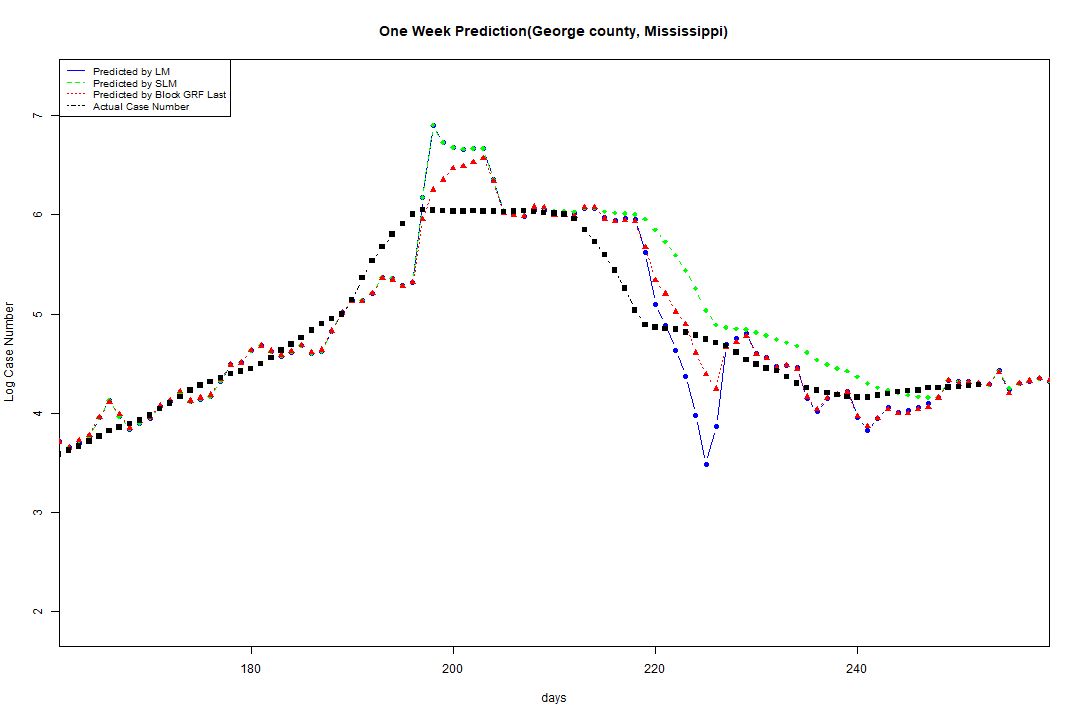 One Week Prediction(George county, Mississippi)
Predicted by LM
Predicted by SLM
Predicted by Block GRF Last
Actual Case Number
7
6
5
4
3
2
Log Case Number
180 200 220 240
days